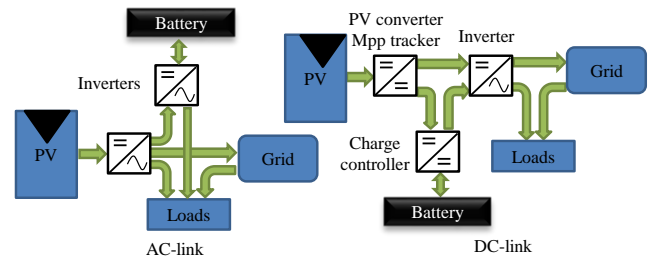 Battery
Inverters
PV
Grid
Loads
AC-link
PV converter
Mpp tracker
Inverter
PV
Grid
Charge
controller
Loads
Battery
DC-link